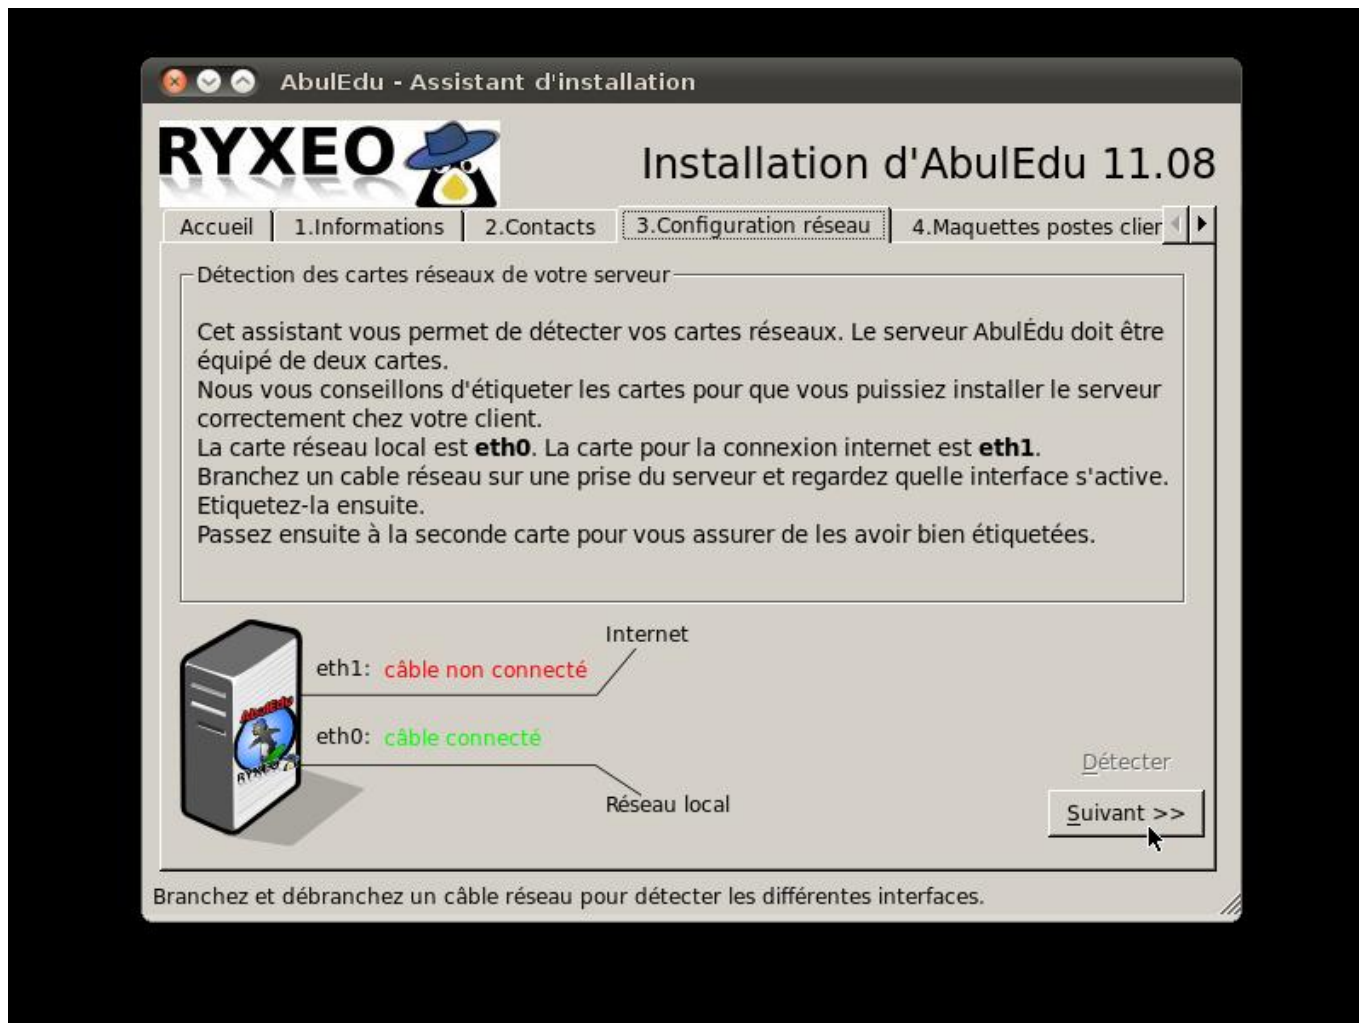 AbulEdu - Assistant d'installation
RYXEO
Installation d'AbulEdu 11.08
Accueil
1.Informations
2.Contacts
3.Configuration réseau
4.Maquettes postes clier
Détection des cartes réseaux de votre serveur
Cet assistant vous permet de détecter vos cartes réseaux. Le serveur AbulÉdu doit être
équipé de deux cartes.
Nous vous conseillons d'étiqueter les cartes pour que vous puissiez installer le serveur
correctement chez votre client.
La carte réseau local est eth0. La carte pour la connexion internet est eth1.
Branchez un cable réseau sur une prise du serveur et regardez quelle interface s'active.
Etiquetez-la ensuite.
Passez ensuite à la seconde carte pour vous assurer de les avoir bien étiquetées.
Internet
eth1: câble non connecté
AbulEdu
eth0: câble connecté
RYXEO
Détecter
Réseau local
Suivant >>
Branchez et débranchez un câble réseau pour détecter les différentes interfaces.